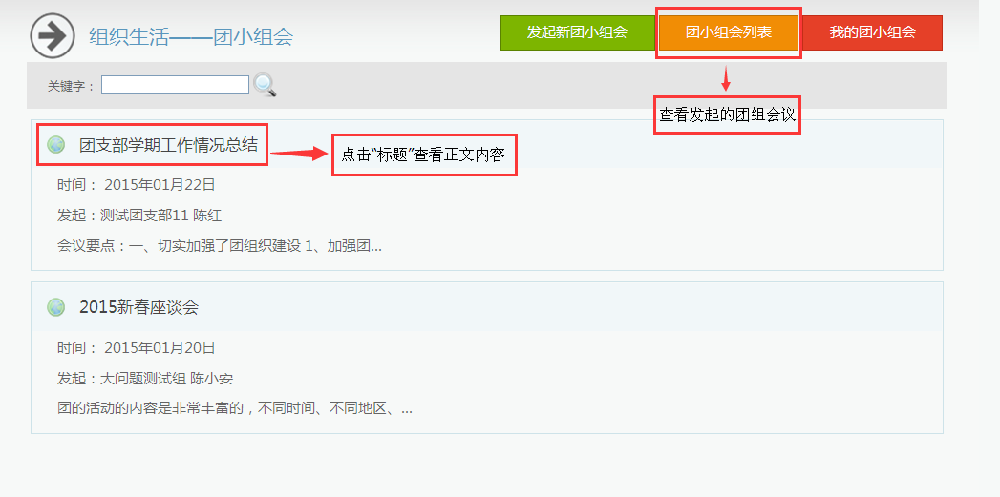 组织生活——团小组会
发起新团小组会
团小组会列表
我的团小组会
关键字：
查看发起的团组会议
团支部学期工作情况总结
点击“标题”查看正文内容
时间： 2015年01月22日
发起：测试团支部11 陈红
会议要点：一、切实加强了团组织建设 1、加强团...
2015新春座谈会
时间： 2015年01月20日
发起：大问题测试组 陈小安
团的活动的内容是非常丰富的，不同时间、不同地区、...